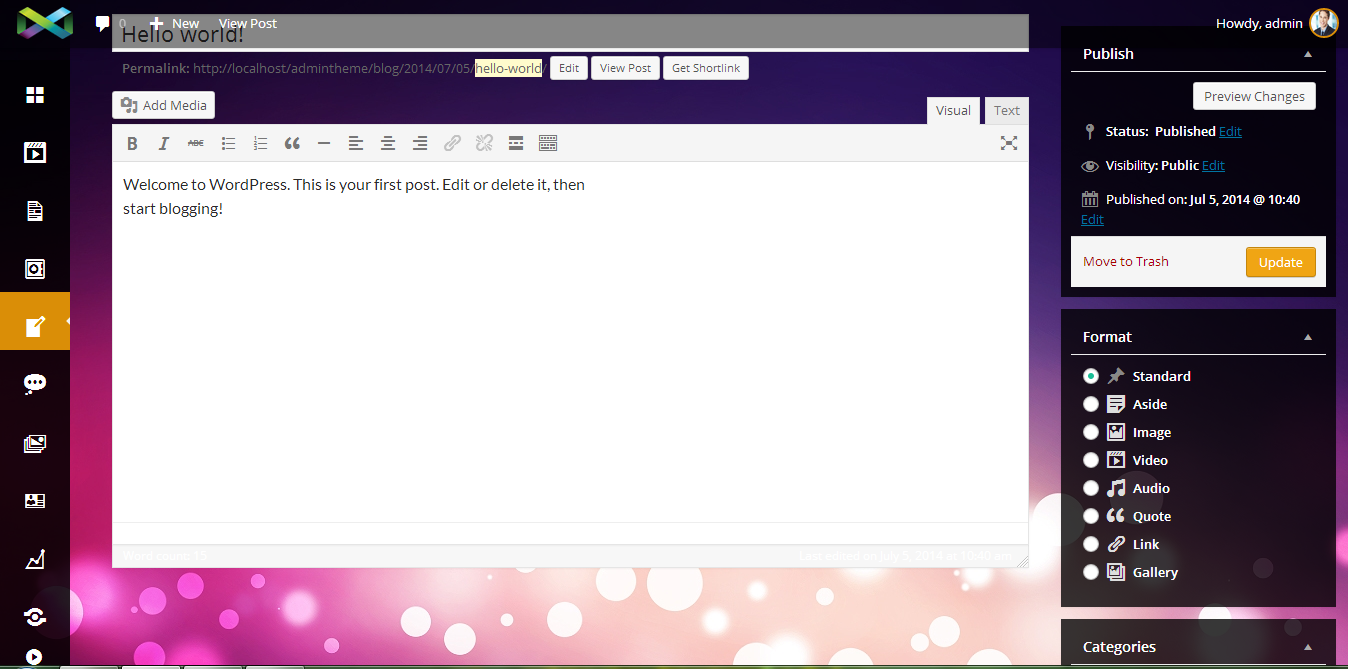 0 New View Post
Howdy, admin
Hello world!
Permalink: http://localhost/admintheme/blog/2014/07/05/hello-world/ Edit View Post Get Shortlink
Add Media
Visual Text
B I ABC
Welcome to WordPress. This is your first post. Edit or delete it, then
start blogging!
Word count: 15
Last edited on July 5, 2014 at 10:40 am
Publish
Preview Changes
Status: Published Edit
Visibility: Public Edit
Published on: Jul 5, 2014 @ 10:40
Edit
Move to Trash Update
Format
Standard
Aside
Image
Video
Audio
Quote
Link
Gallery
Categories